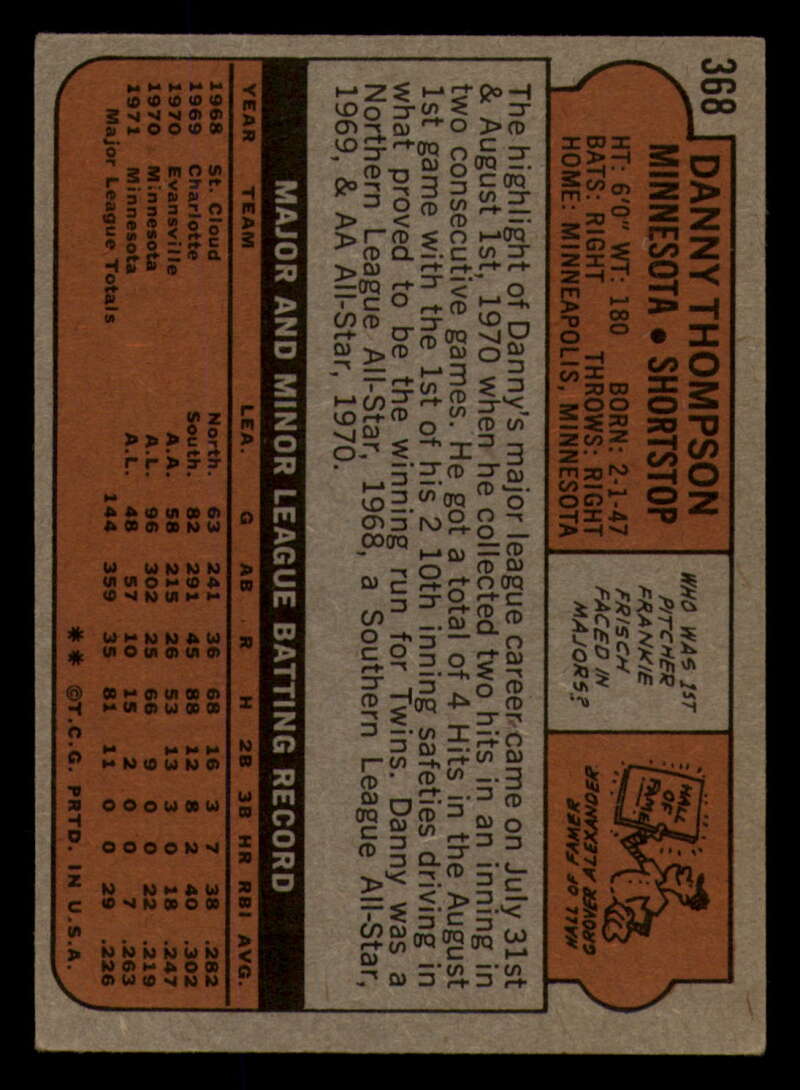 368
DANNY THOMPSON
MINNESOTA • SHORTSTOP
HT: 6'0" WT: 180 BORN: 2-1-47
BATS: RIGHT THROWS: RIGHT
HOME: MINNEAPOLIS, MINNESOTA
WHO WAS 1ST
PITCHER
FRANKIE
FRISCH
FACED IN
MAJORS?
HALL
OF
FAME
GROVER ALEXANDER
HALL OF FAMER
The highlight of Danny's major league career came on July 31st
& August 1st, 1970 when he collected two hits in an inning in
two consecutive games. He got a total of 4 Hits in the August
1st game with the 1st of his 2 10th inning safeties driving in
what proved to be the winning run for Twins. Danny was a
Northern League All-Star, 1968, a Southern League All-Star,
1969, & AA All-Star, 1970.
MAJOR AND MINOR LEAGUE BATTING RECORD
YEAR TEAM LEA. G AB R H 2B 3B HR RBI AVG.
1968 St. Cloud North. 63 241 36 68 16 3 7 38 .282
1969 Charlotte South. 82 291 45 88 12 8 2 40 .302
1970 Evansville A.A. 58 215 26 53 13 3 0 18 .247
1970 Minnesota A.L. 96 302 25 66 9 0 0 22 .219
1971 Minnesota A.L. 48 57 10 15 2 0 0 7 .263
Major League Totals 144 359 35 81 11 0 0 29 .226
** ©T.C.G. PRTD. IN U.S.A.